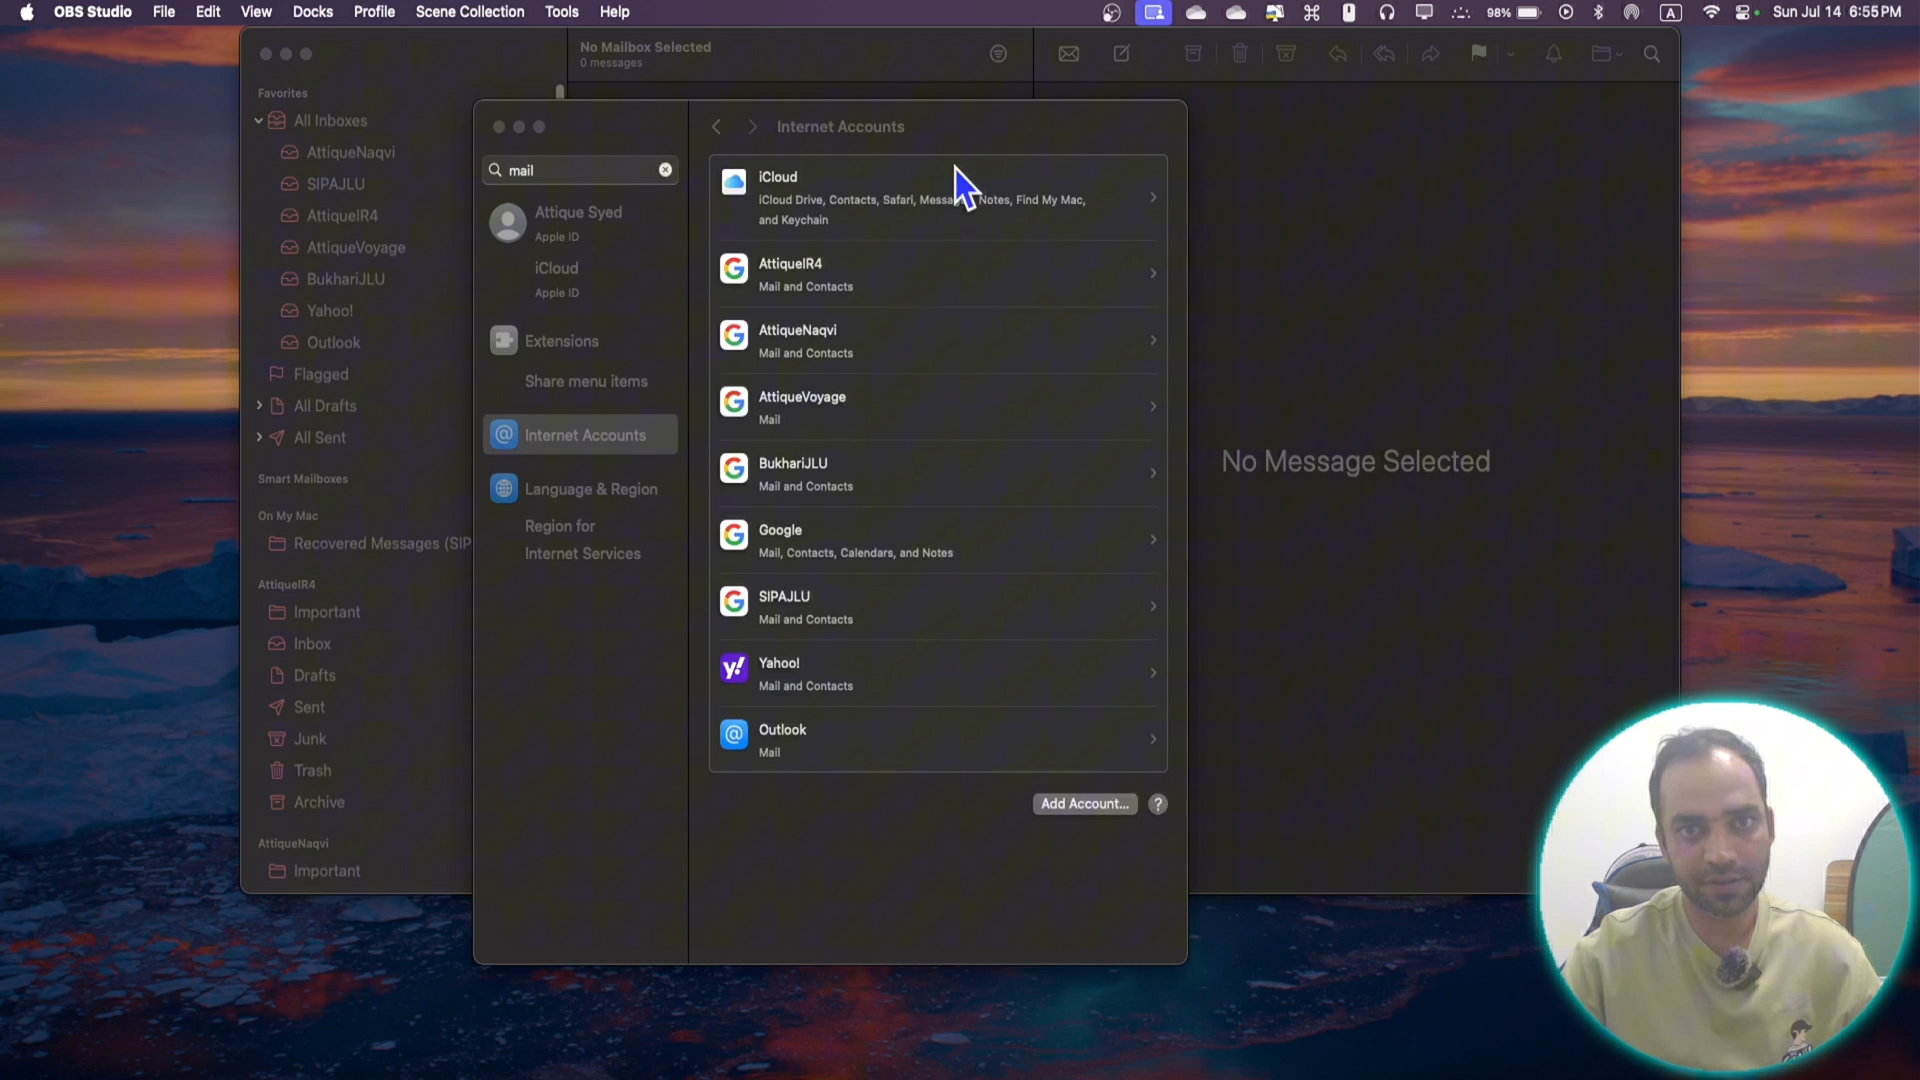 OBS Studio File Edit View Docks Profile Scene Collection Tools Help
98% A Sun Jul 14 6:55 PM
Favorites
All Inboxes
AttiqueNaqvi
SIPAJLU
AttiqueIR4
AttiqueVoyage
BukhariJLU
Yahoo!
Outlook
Flagged
All Drafts
All Sent
Smart Mailboxes
On My Mac
Recovered Messages (SIP
AttiqueIR4
Important
Inbox
Drafts
Sent
Junk
Trash
Archive
AttiqueNaqvi
Important
No Mailbox Selected
0 messages
mail
Attique Syed
Apple ID
iCloud
Apple ID
Extensions
Share menu items
Internet Accounts
Language & Region
Region for
Internet Services
Internet Accounts
iCloud
iCloud Drive, Contacts, Safari, Messa Notes, Find My Mac,
and Keychain
AttiqueIR4
Mail and Contacts
AttiqueNaqvi
Mail and Contacts
AttiqueVoyage
Mail
BukhariJLU
Mail and Contacts
Google
Mail, Contacts, Calendars, and Notes
SIPAJLU
Mail and Contacts
Yahoo!
Mail and Contacts
Outlook
Mail
Add Account...
?
No Message Selected